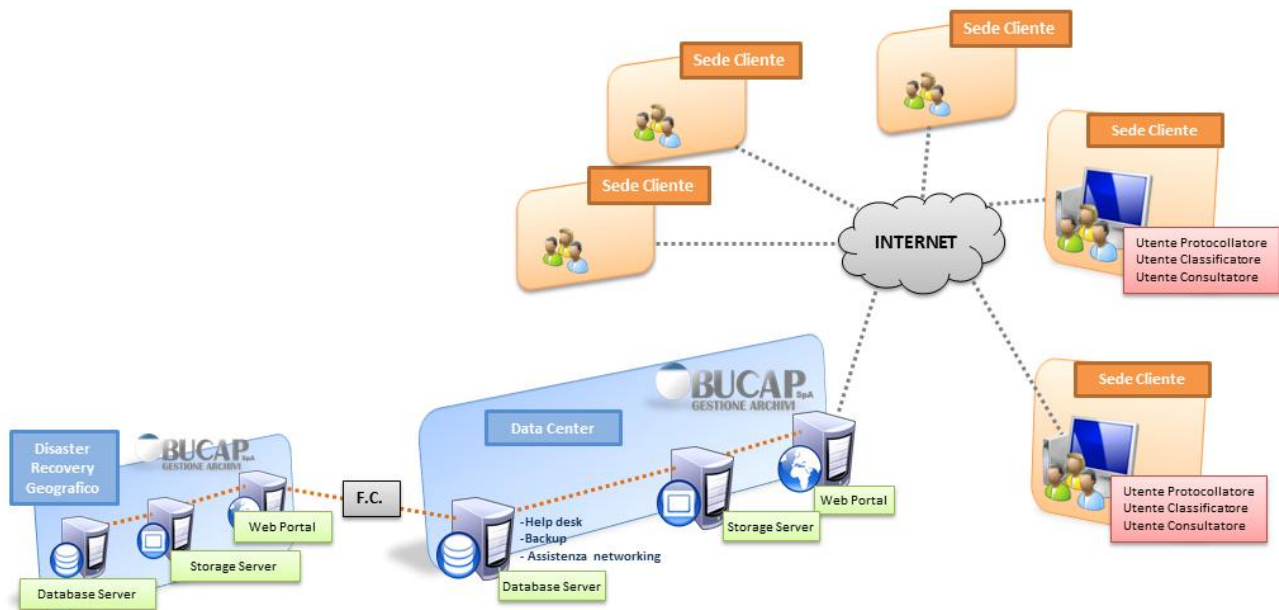 Sede Cliente
Sede Cliente
Sede Cliente
Sede Cliente
INTERNET
Utente Protocollatore
Utente Classificatore
Utente Consultatore
BUCAP SpA
GESTIONE ARCHIVI
Data Center
Sede Cliente
Disaster
Recovery
Geografico
BUCAP SpA
GESTIONE ARCHIVI
F.C.
Web Portal
Utente Protocollatore
Utente Classificatore
Utente Consultatore
Web Portal
-Help desk
-Backup
- Assistenza networking
Storage Server
Storage Server
Database Server
Database Server